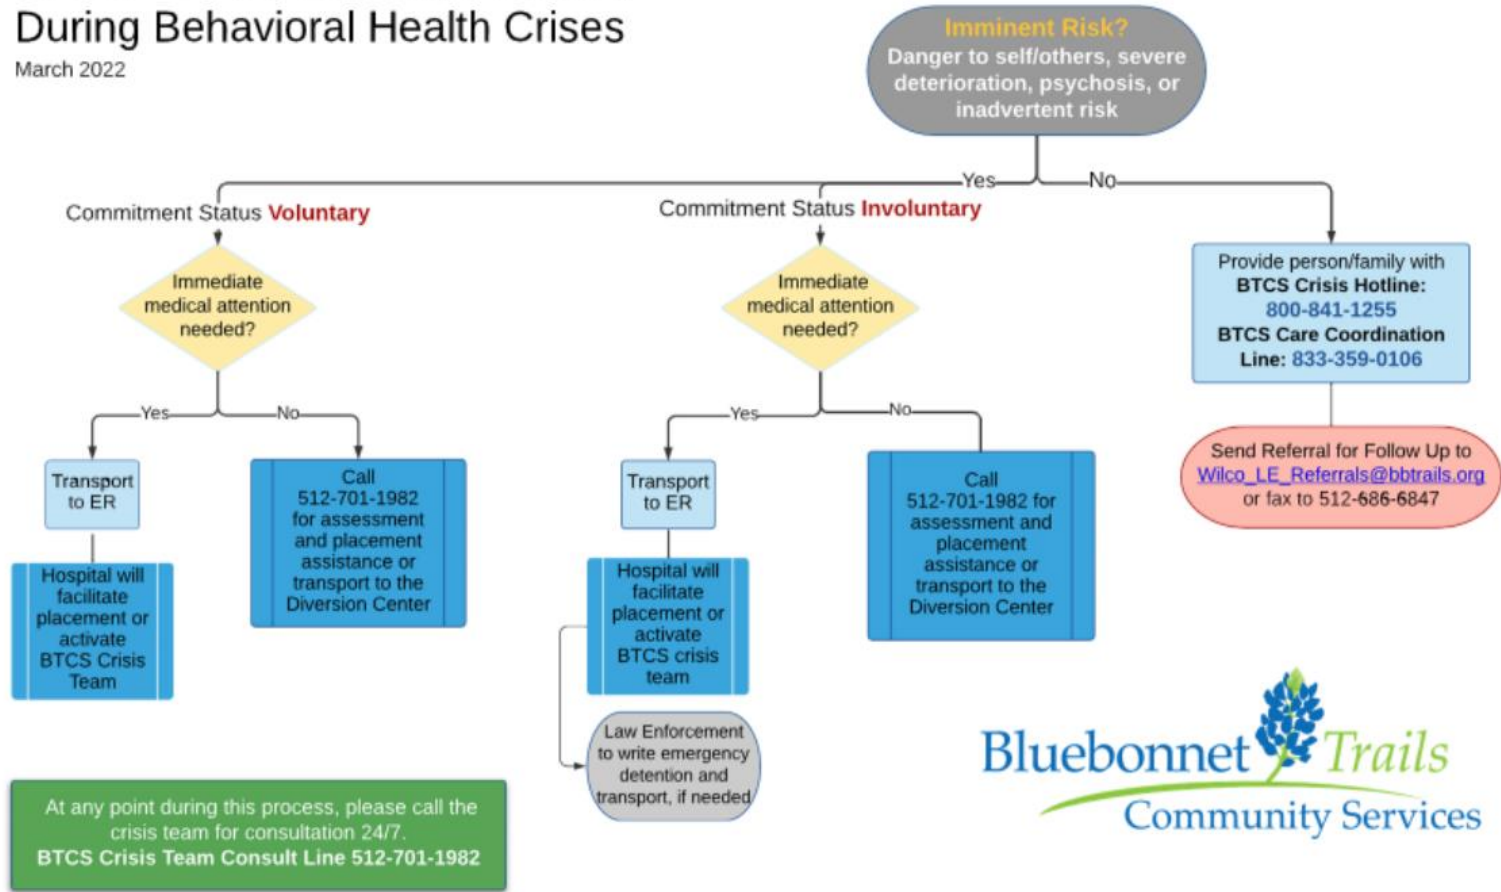 During Behavioral Health Crises
March 2022
Imminent Risk?
Danger to self/others, severe
deterioration, psychosis, or
inadvertent risk
Yes
No
Commitment Status Voluntary
Immediate
medical attention
needed?
Yes
No
Transport
to ER
Hospital will
facilitate
placement or
activate
BTCS Crisis
Team
Call
512-701-1982
for assessment
and placement
assistance or
transport to the
Diversion Center
Commitment Status Involuntary
Immediate
medical attention
needed?
Yes
No
Transport
to ER
Hospital will
facilitate
placement or
activate
BTCS crisis
team
Law Enforcement
to write emergency
detention and
transport, if needed
Call
512-701-1982 for
assessment and
placement
assistance or
transport to the
Diversion Center
Provide person/family with
BTCS Crisis Hotline:
800-841-1255
BTCS Care Coordination
Line: 833-359-0106
Send Referral for Follow Up to
Wilco_LE_Referrals@bbtrails.org
or fax to 512-686-6847
At any point during this process, please call the
crisis team for consultation 24/7.
BTCS Crisis Team Consult Line 512-701-1982
Bluebonnet Trails
Community Services